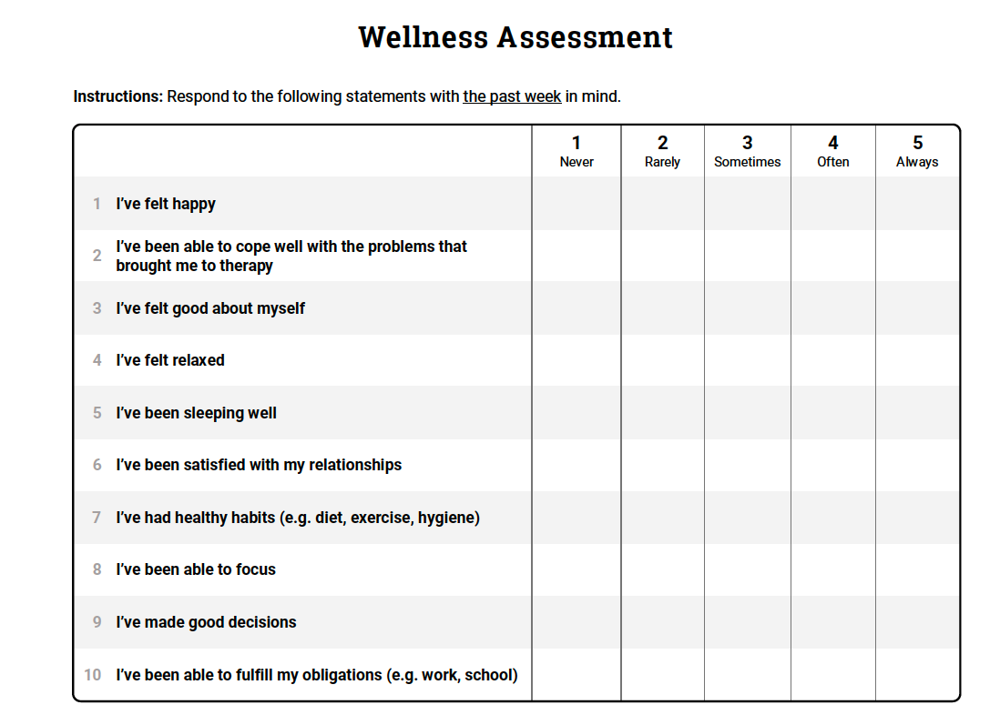 Wellness Assessment
Instructions: Respond to the following statements with the past week in mind.
1 2 3 4 5
Never Rarely Sometimes Often Always
1 I’ve felt happy
2 I’ve been able to cope well with the problems that
brought me to therapy
3 I’ve felt good about myself
4 I’ve felt relaxed
5 I’ve been sleeping well
6 I’ve been satisfied with my relationships
7 I’ve had healthy habits (e.g. diet, exercise, hygiene)
8 I’ve been able to focus
9 I’ve made good decisions
10 I’ve been able to fulfill my obligations (e.g. work, school)